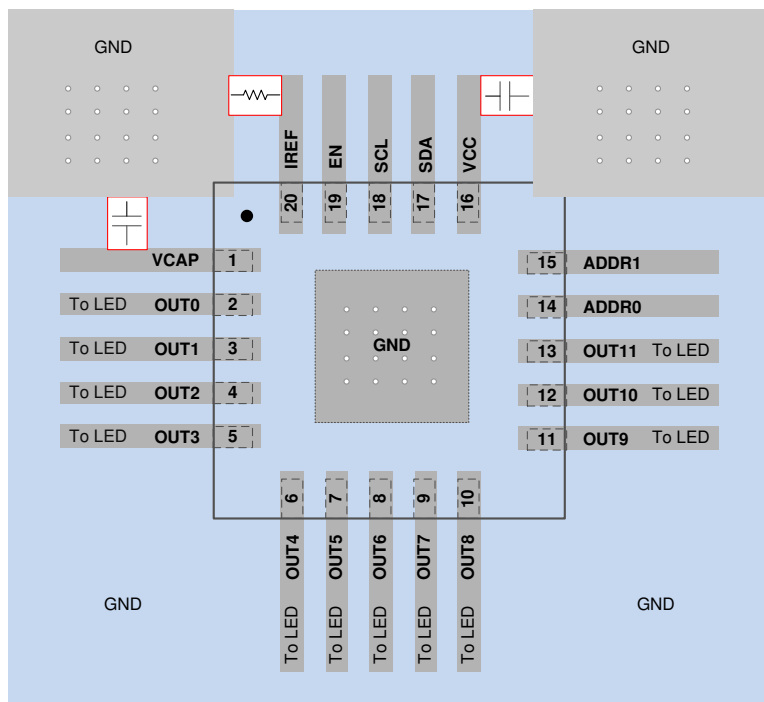 GND
GND
IREF
EN
SCL
SDA
VCC
20
19
18
17
16
VCAP 1
To LED OUT0 2
To LED OUT1 3
To LED OUT2 4
To LED OUT3 5
GND
15 ADDR1
14 ADDR0
13 OUT11 To LED
12 OUT10 To LED
11 OUT9 To LED
6
7
8
9
10
OUT4
OUT5
OUT6
OUT7
OUT8
To LED
To LED
To LED
To LED
To LED
GND
GND